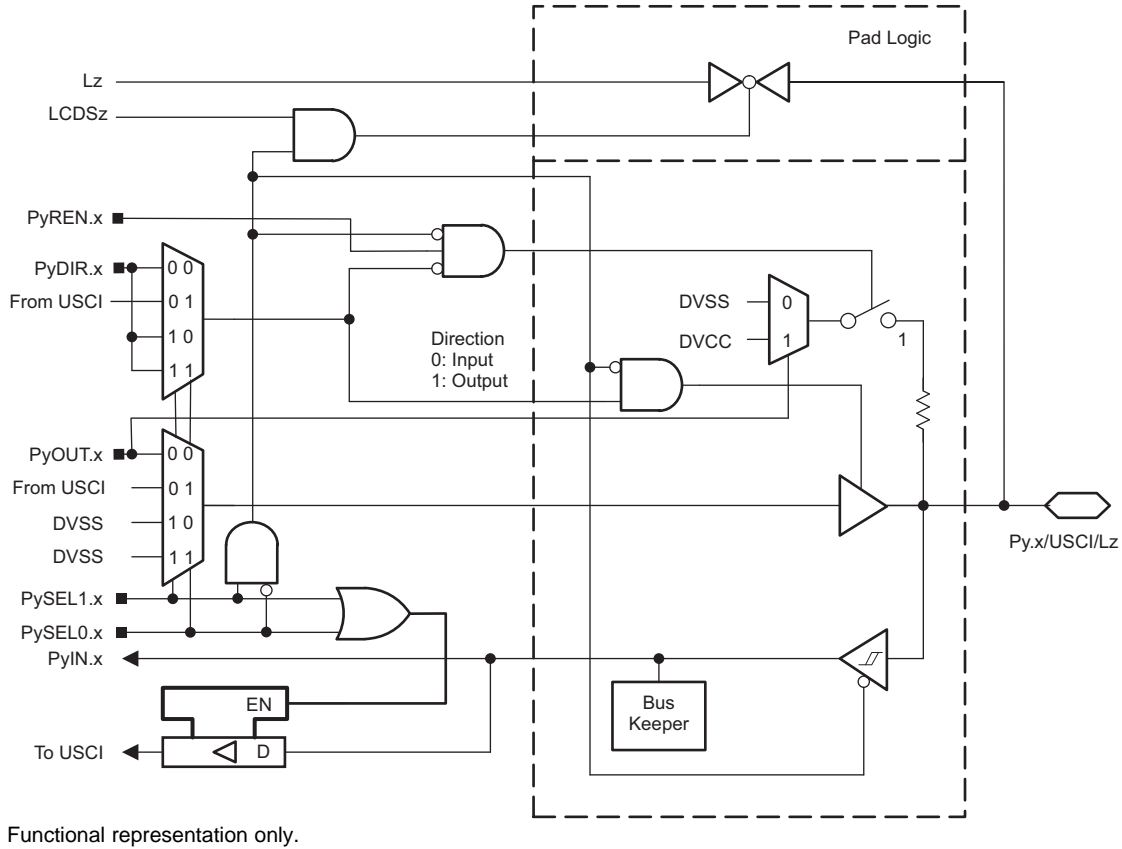 Pad Logic
Lz
LCDSz
PyREN.x
PyDIR.x
0 0
From USCI
0 1
1 0
1 1
Direction
0: Input
1: Output
DVSS
0
DVCC
1
1
PyOUT.x
0 0
From USCI
0 1
DVSS
1 0
DVSS
1 1
Py.x/USCI/Lz
PySEL1.x
PySEL0.x
PyIN.x
Bus
Keeper
EN
To USCI
D
Functional representation only.